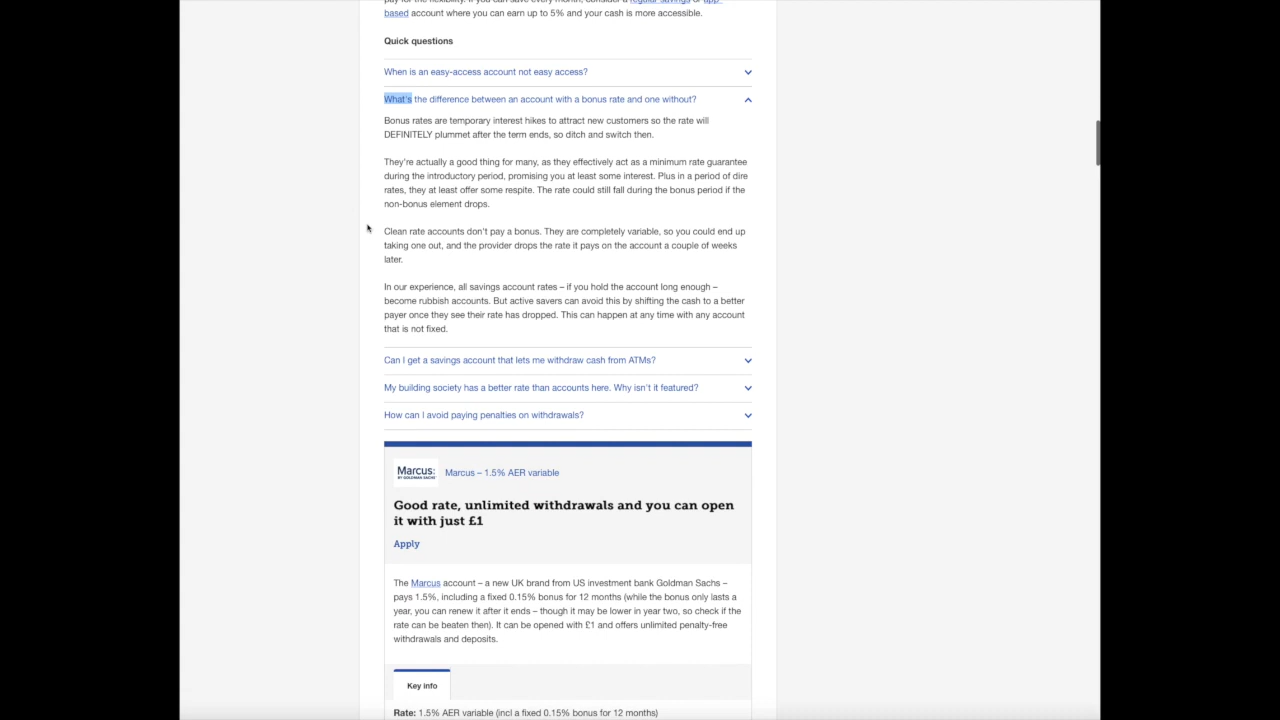 pay for the flexibility. If you can save every month, consider a regular savings or app-
based account where you can earn up to 5% and your cash is more accessible.
Quick questions
When is an easy-access account not easy access?
What's the difference between an account with a bonus rate and one without?
Bonus rates are temporary interest hikes to attract new customers so the rate will
DEFINITELY plummet after the term ends, so ditch and switch then.
They're actually a good thing for many, as they effectively act as a minimum rate guarantee
during the introductory period, promising you at least some interest. Plus in a period of dire
rates, they at least offer some respite. The rate could still fall during the bonus period if the
non-bonus element drops.
Clean rate accounts don't pay a bonus. They are completely variable, so you could end up
taking one out, and the provider drops the rate it pays on the account a couple of weeks
later.
In our experience, all savings account rates – if you hold the account long enough –
become rubbish accounts. But active savers can avoid this by shifting the cash to a better
payer once they see their rate has dropped. This can happen at any time with any account
that is not fixed.
Can I get a savings account that lets me withdraw cash from ATMs?
My building society has a better rate than accounts here. Why isn't it featured?
How can I avoid paying penalties on withdrawals?
Marcus:
BY GOLDMAN SACHS
Marcus – 1.5% AER variable
Good rate, unlimited withdrawals and you can open
it with just £1
Apply
The Marcus account – a new UK brand from US investment bank Goldman Sachs –
pays 1.5%, including a fixed 0.15% bonus for 12 months (while the bonus only lasts a
year, you can renew it after it ends – though it may be lower in year two, so check if the
rate can be beaten then). It can be opened with £1 and offers unlimited penalty-free
withdrawals and deposits.
Key info
Rate: 1.5% AER variable (incl a fixed 0.15% bonus for 12 months)